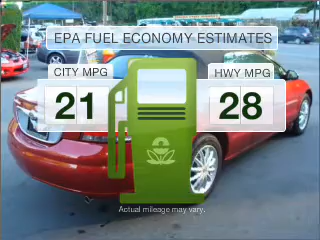 EPA FUEL ECONOMY ESTIMATES
CITY MPG
HWY MPG
21
28
Actual mileage may vary.